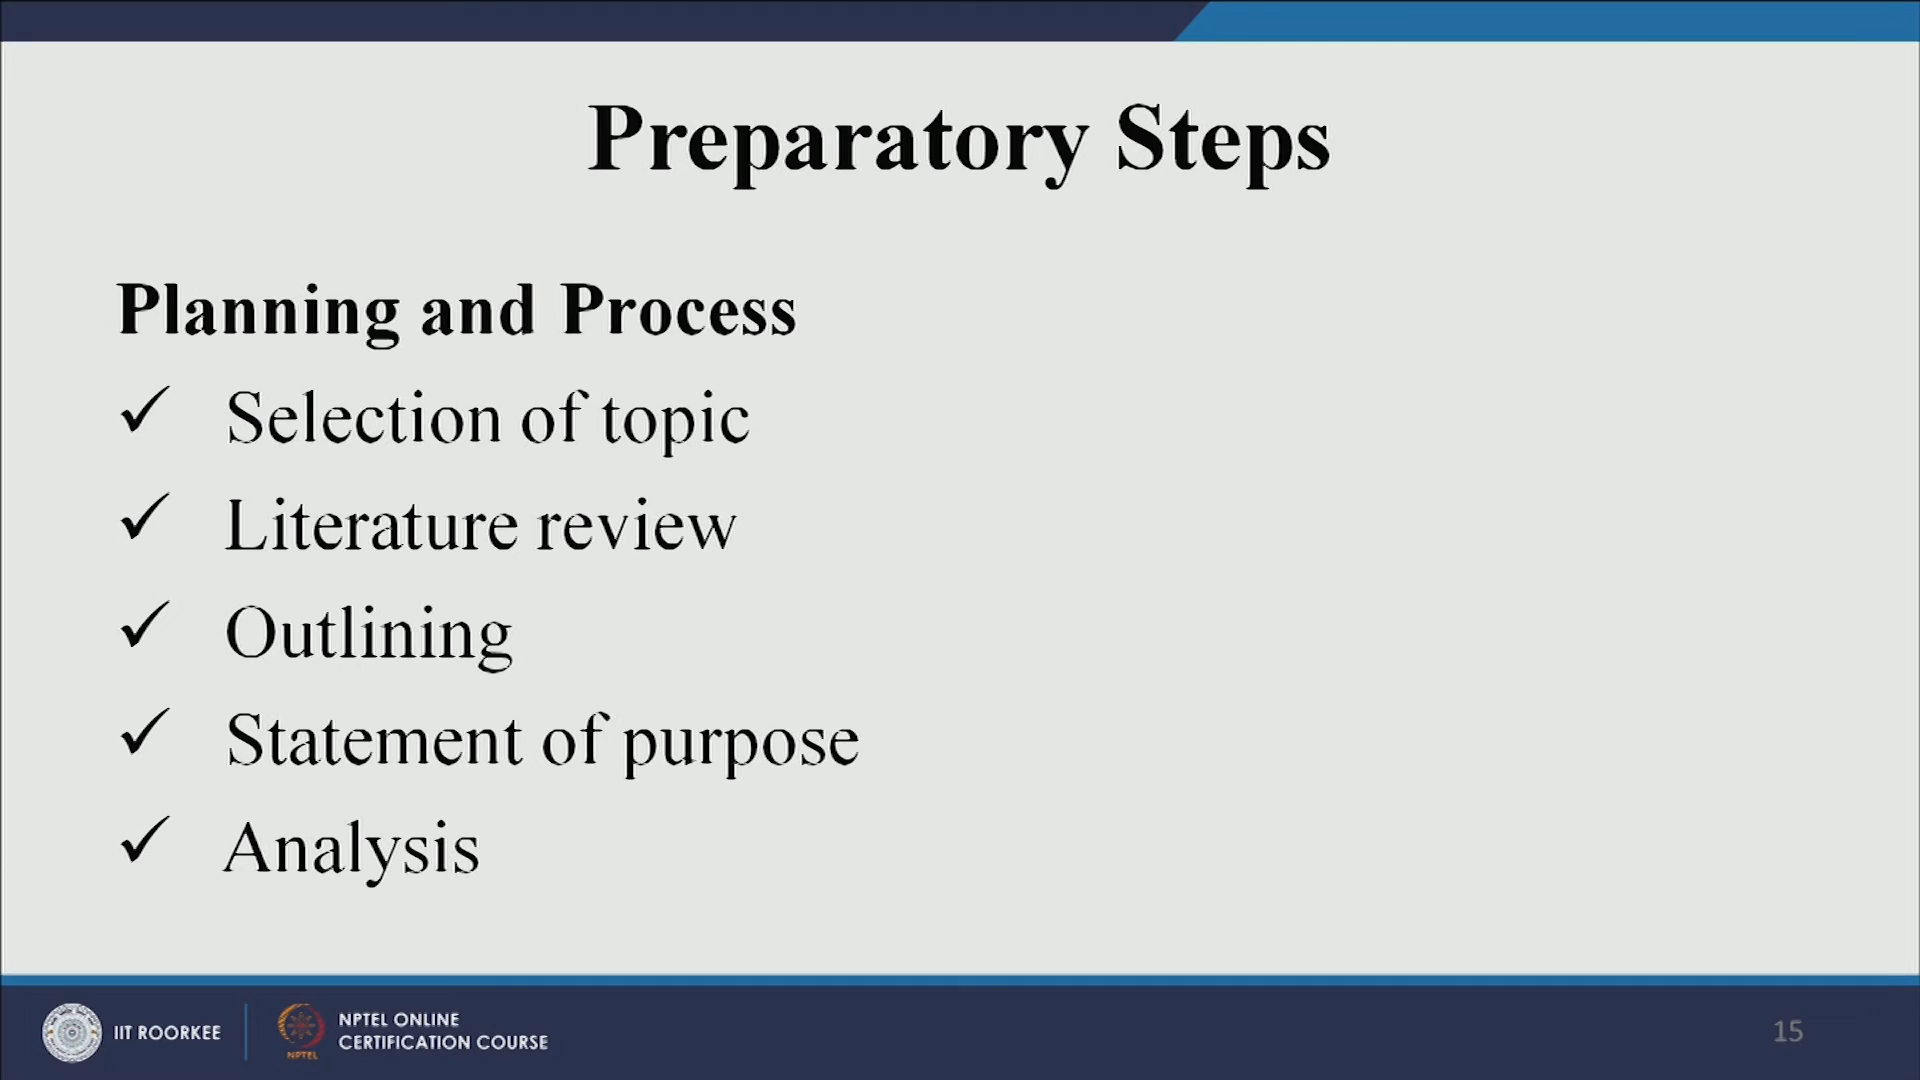 Preparatory Steps
Planning and Process
✓ Selection of topic
✓ Literature review
✓ Outlining
✓ Statement of purpose
✓ Analysis
IIT ROORKEE
NPTEL
NPTEL ONLINE
CERTIFICATION COURSE
15